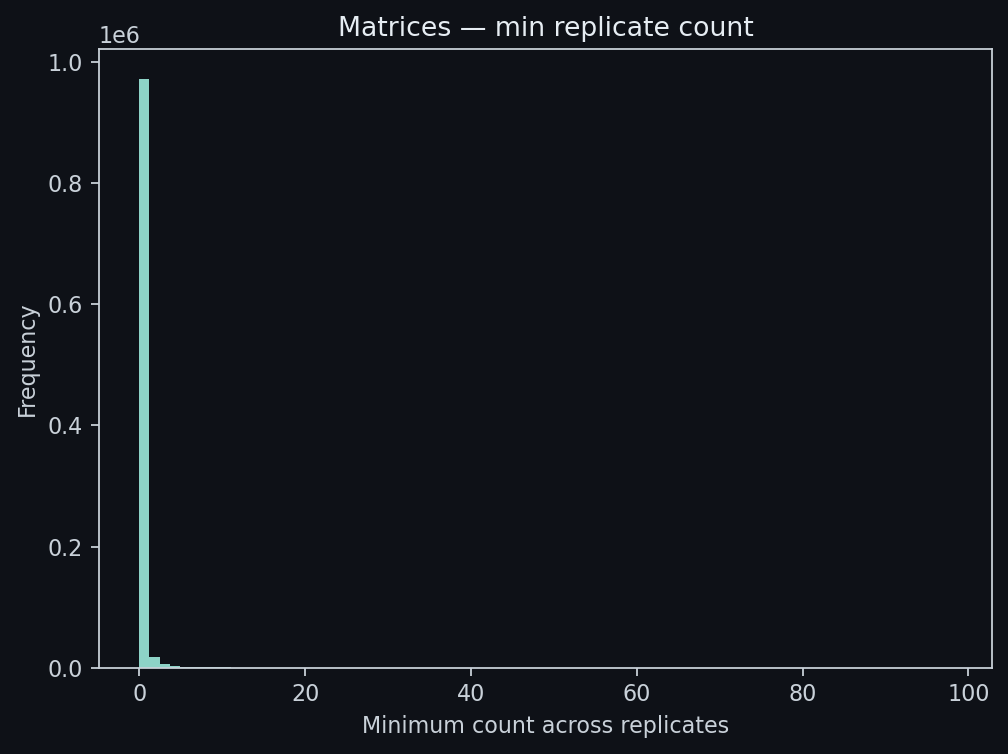 Matrices — min replicate count
1e6
1.0
0.8
0.6
0.4
0.2
0.0
Frequency
0 20 40 60 80 100
Minimum count across replicates